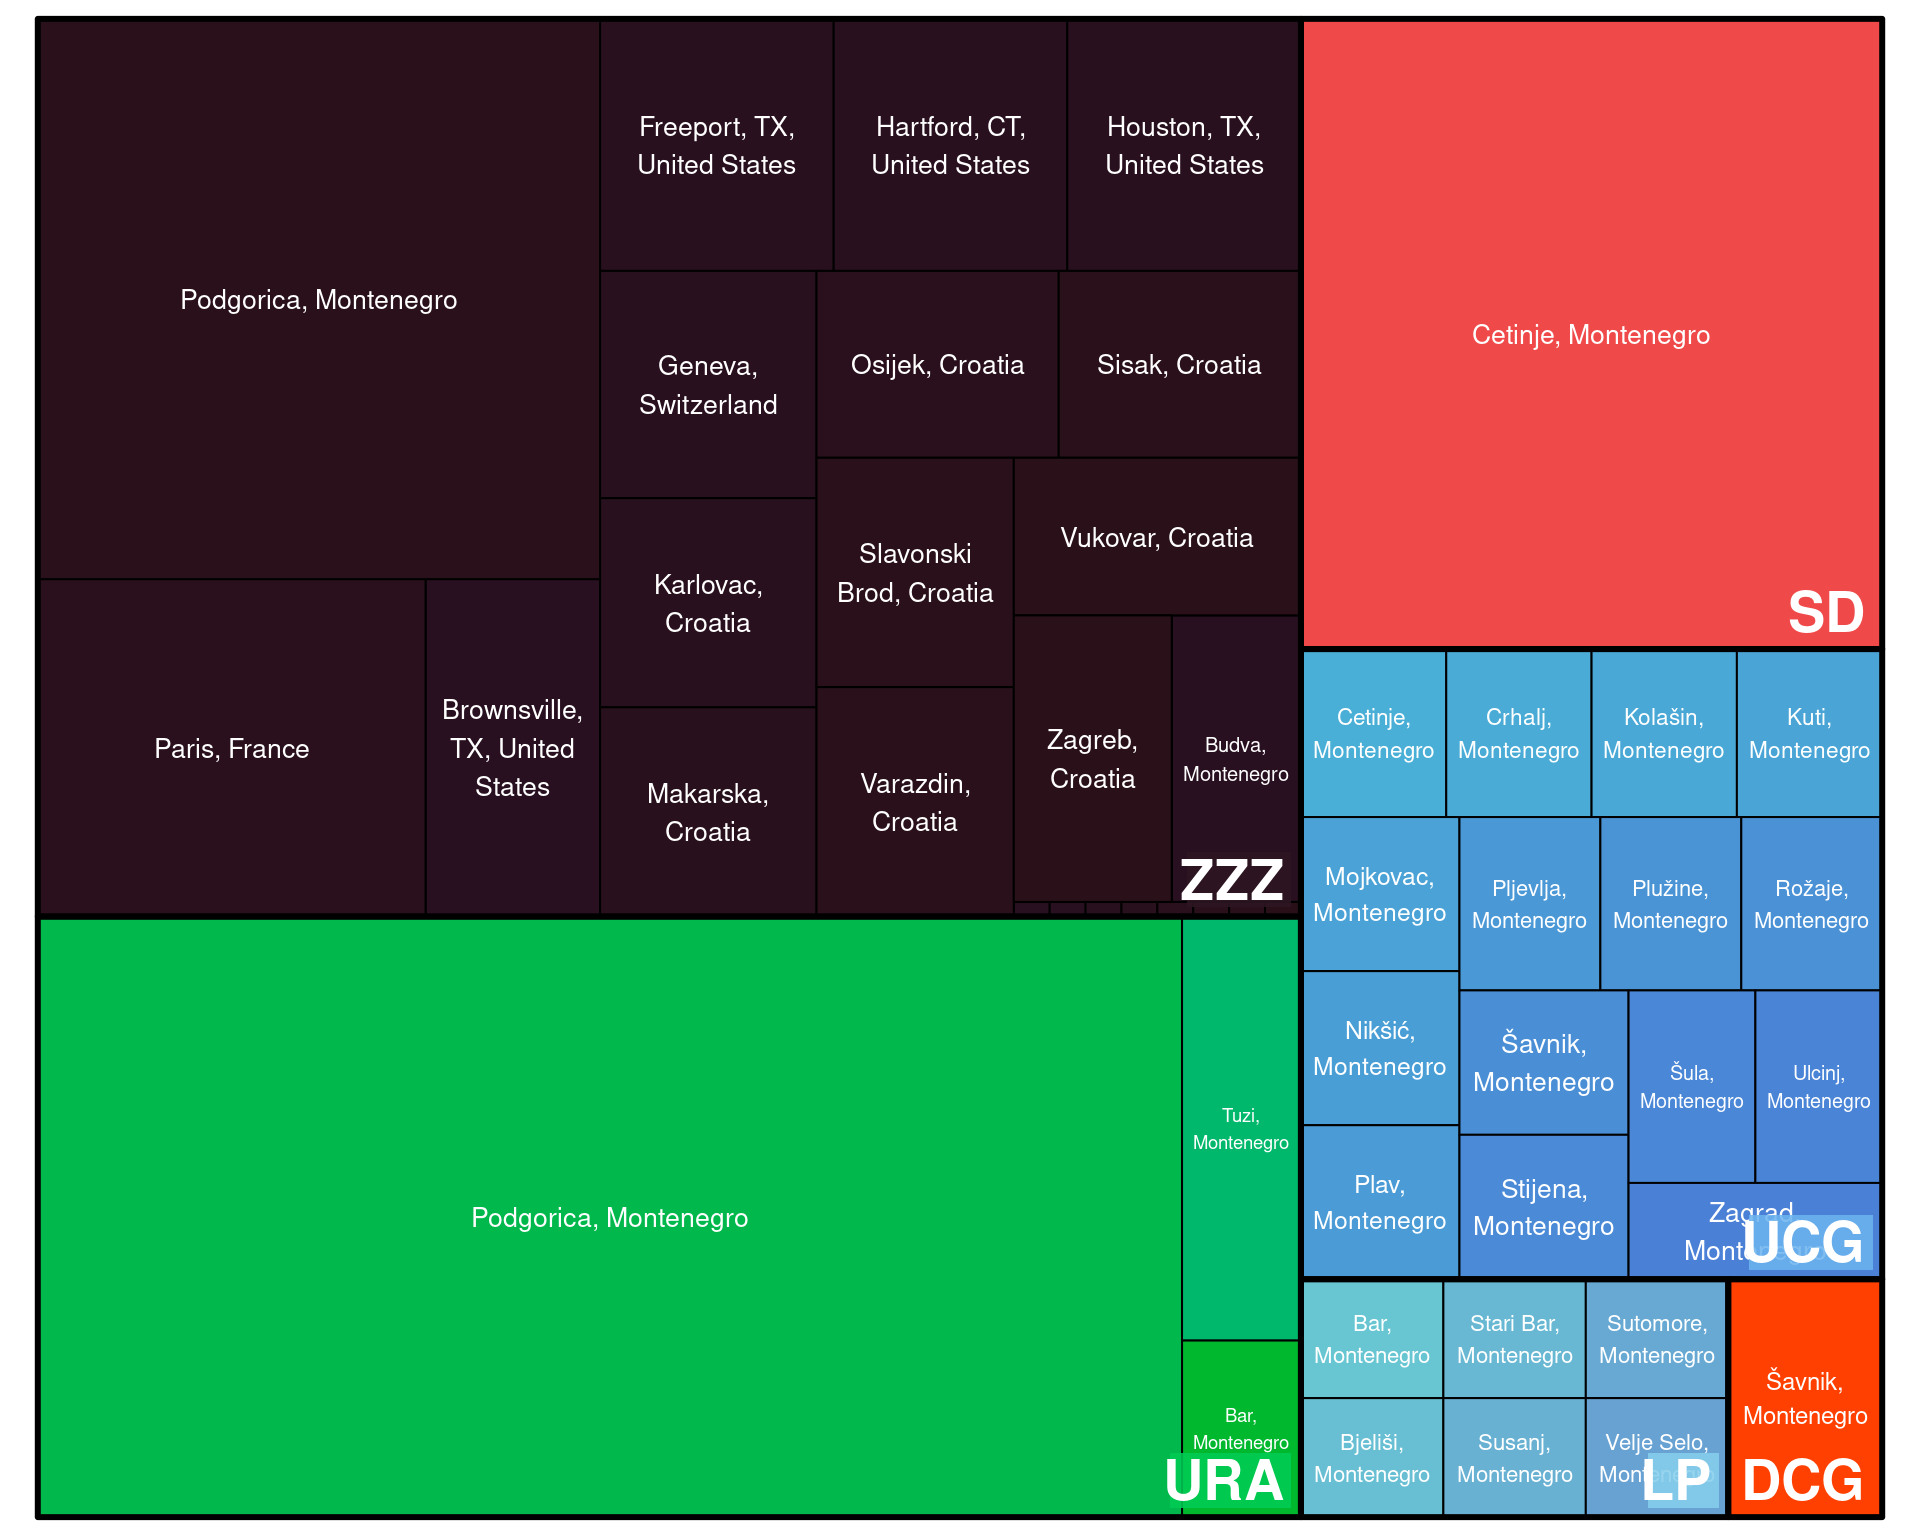 Podgorica, Montenegro
Freeport, TX,
United States
Hartford, CT,
United States
Houston, TX,
United States
Geneva,
Switzerland
Osijek, Croatia
Sisak, Croatia
Karlovac,
Croatia
Slavonski
Brod, Croatia
Vukovar, Croatia
Paris, France
Brownsville,
TX, United
States
Makarska,
Croatia
Varazdin,
Croatia
Zagreb,
Croatia
Budva,
Montenegro
ZZZ
Cetinje, Montenegro
SD
Cetinje,
Montenegro
Crhalj,
Montenegro
Kolašin,
Montenegro
Kuti,
Montenegro
Mojkovac,
Montenegro
Pljevlja,
Montenegro
Plužine,
Montenegro
Rožaje,
Montenegro
Nikšić,
Montenegro
Šavnik,
Montenegro
Šula,
Montenegro
Ulcinj,
Montenegro
Plav,
Montenegro
Stijena,
Montenegro
Zagrad,
Montenegro
UCG
Podgorica, Montenegro
Tuzi,
Montenegro
Bar,
Montenegro
URA
Bar,
Montenegro
Stari Bar,
Montenegro
Sutomore,
Montenegro
Bjeliši,
Montenegro
Susanj,
Montenegro
Velje Selo,
Montenegro
LP
Šavnik,
Montenegro
DCG